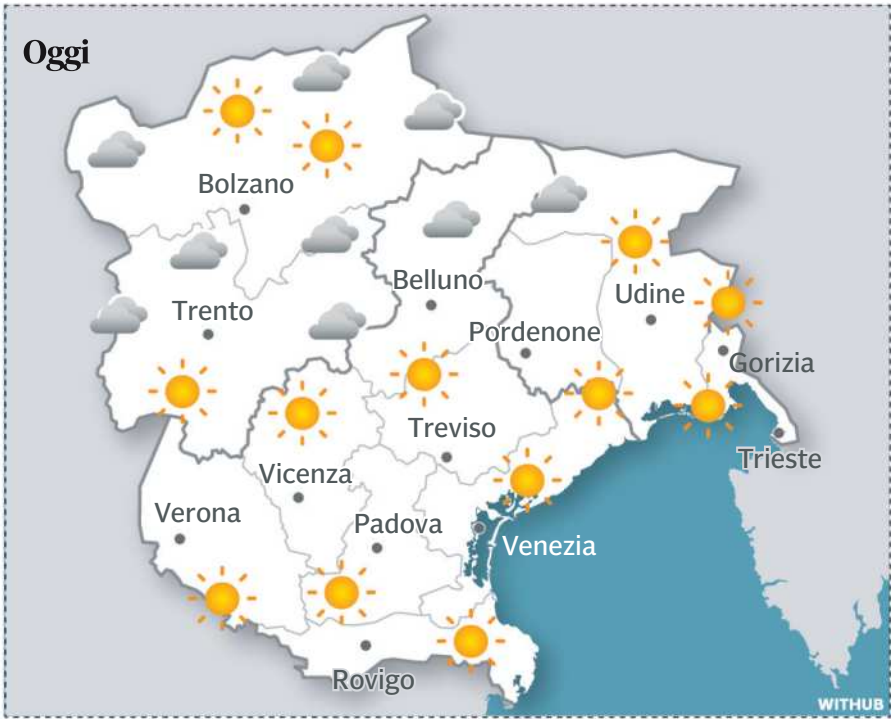 Oggi
Bolzano
Belluno
Udine
Trento
Pordenone
Gorizia
Treviso
Trieste
Vicenza
Verona
Padova
Venezia
Rovigo
WITHUB